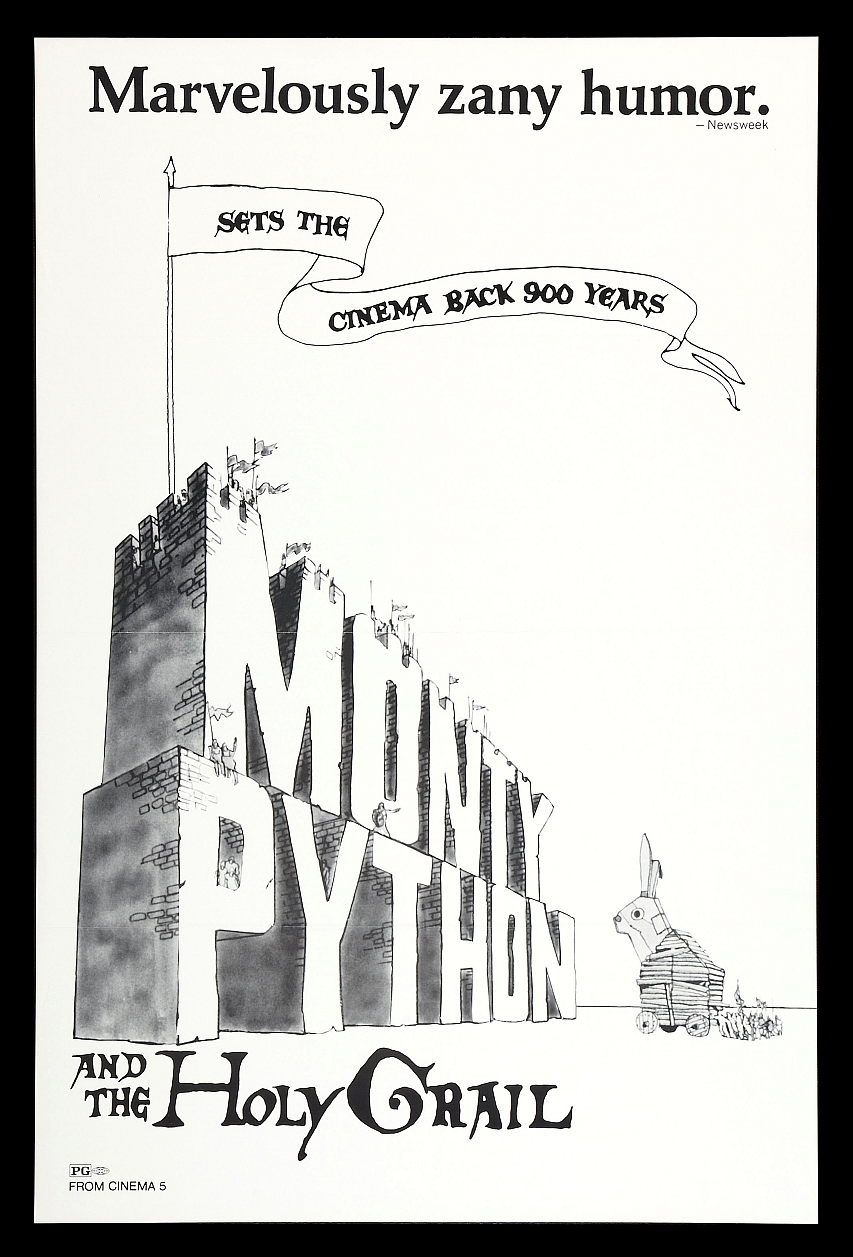 Marvelously zany humor.
– Newsweek
SETS THE
CINEMA BACK 900 YEARS
MONTY
PYTHON
AND
THE HOLY GRAIL
PG
FROM CINEMA 5